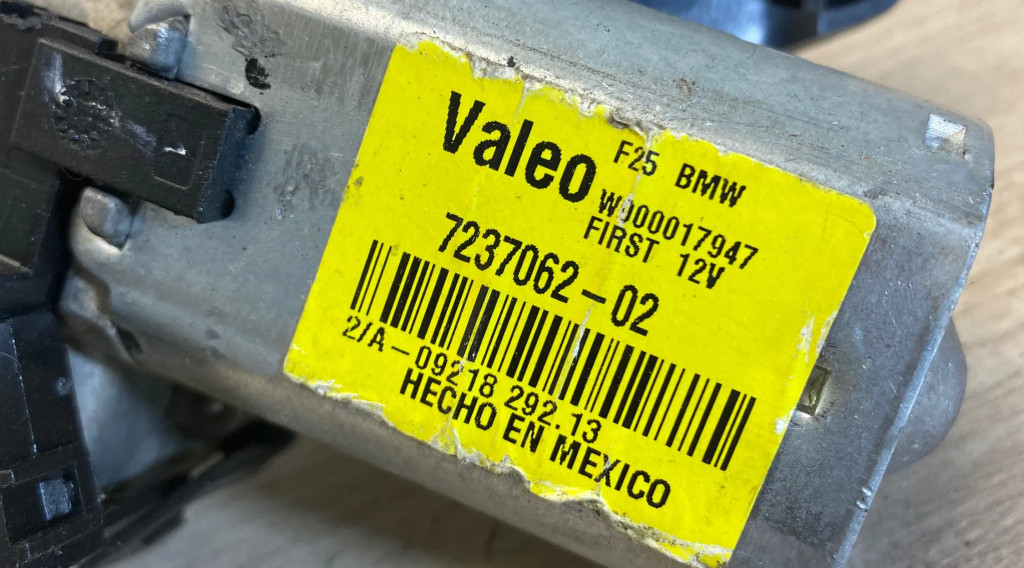 Valeo
F25 BMW
W000017947
FIRST 12V
7237062-02
2/A-09218 292.13
HECHO EN MEXICO